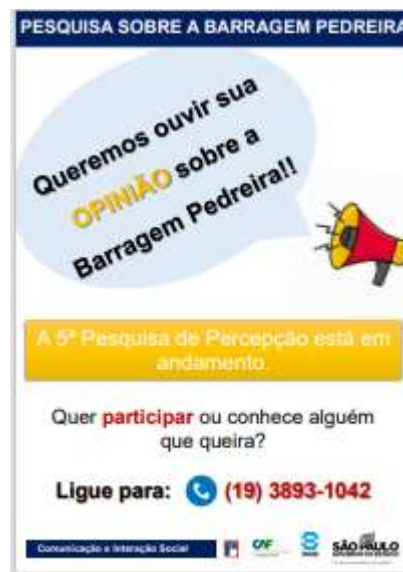 PESQUISA SOBRE A BARRAGEM PEDREIRA
Queremos ouvir sua
OPINIÃO sobre a
Barragem Pedreira!!
A 5ª Pesquisa de Percepção está em
andamento.
Quer participar ou conhece alguém
que queira?
Ligue para: (19) 3893-1042
Comunicação e Interação Social
CAF
SÃO PAULO